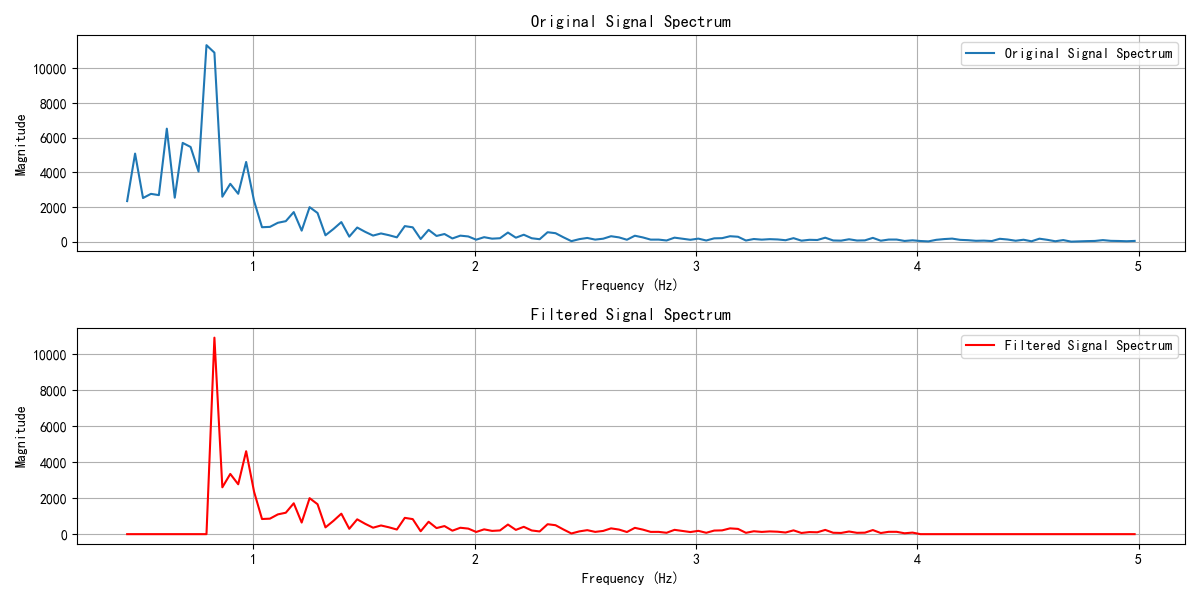 Original Signal Spectrum
Original Signal Spectrum
10000
8000
6000
4000
2000
0
Magnitude
1 2 3 4 5
Frequency (Hz)
Filtered Signal Spectrum
Filtered Signal Spectrum
10000
8000
6000
4000
2000
0
Magnitude
1 2 3 4 5
Frequency (Hz)